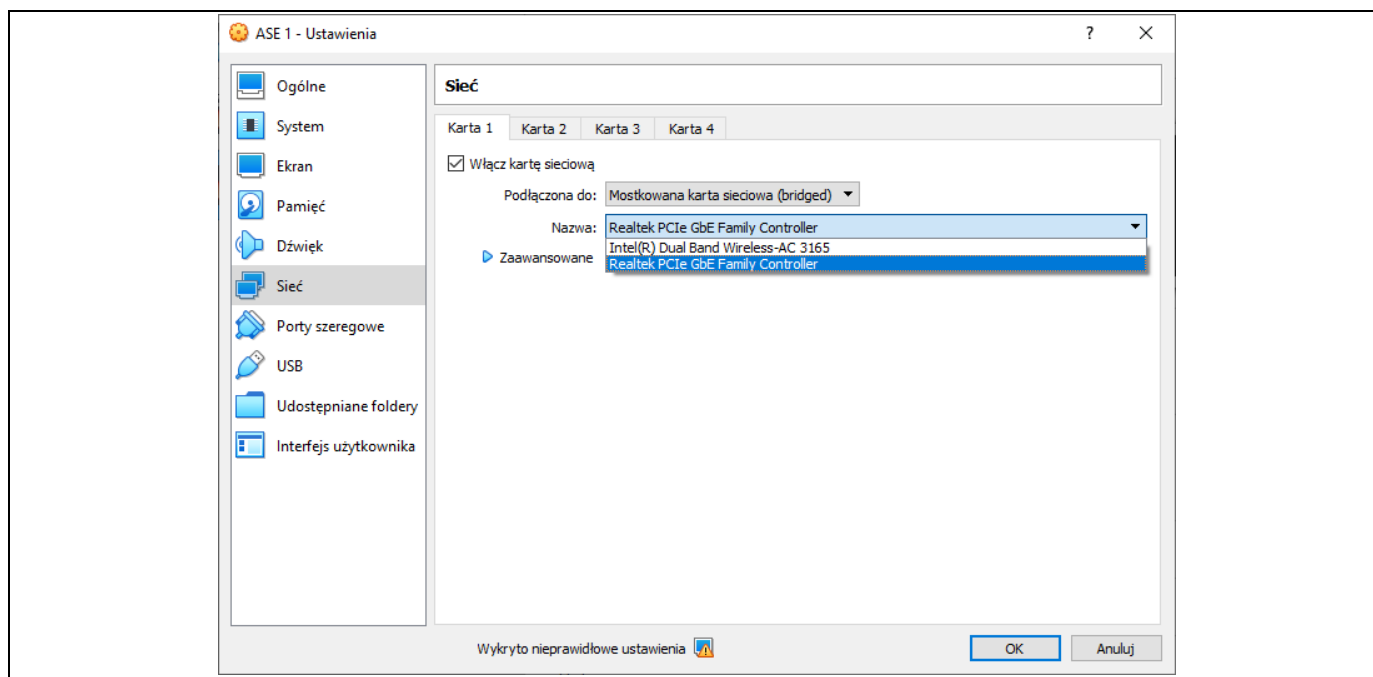 ASE 1 - Ustawienia
?
Ogólne
System
Ekran
Pamięć
Dźwięk
Sieć
Porty szeregowe
USB
Udostępniane foldery
Interfejs użytkownika
Sieć
Karta 1 Karta 2 Karta 3 Karta 4
Włącz kartę sieciową
Podłączona do: Mostkowana karta sieciowa (bridged)
Nazwa: Realtek PCIe GbE Family Controller
Intel(R) Dual Band Wireless-AC 3165
Realtek PCIe GbE Family Controller
Zaawansowane
Wykryto nieprawidłowe ustawienia
OK Anuluj